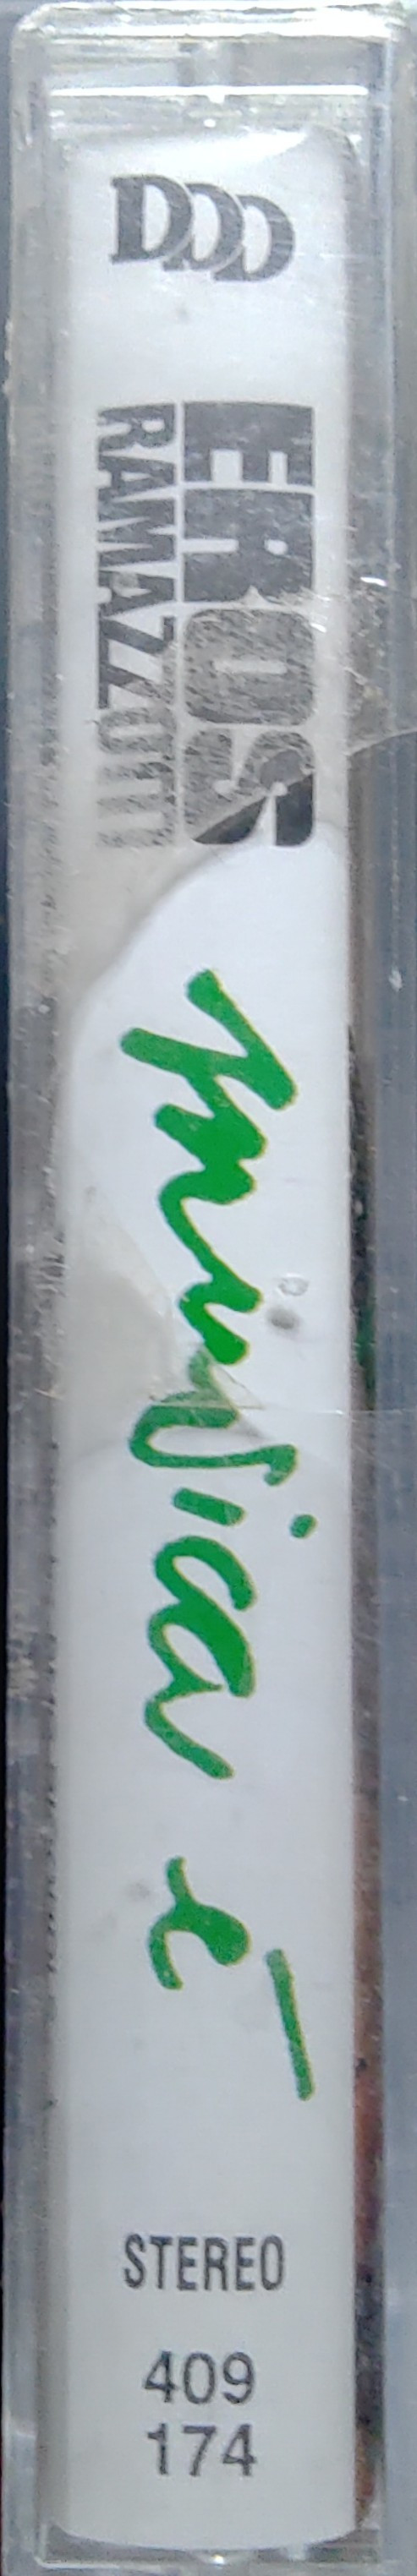 DDD
EROS
RAMAZZOTTI
musica è
STEREO
409
174